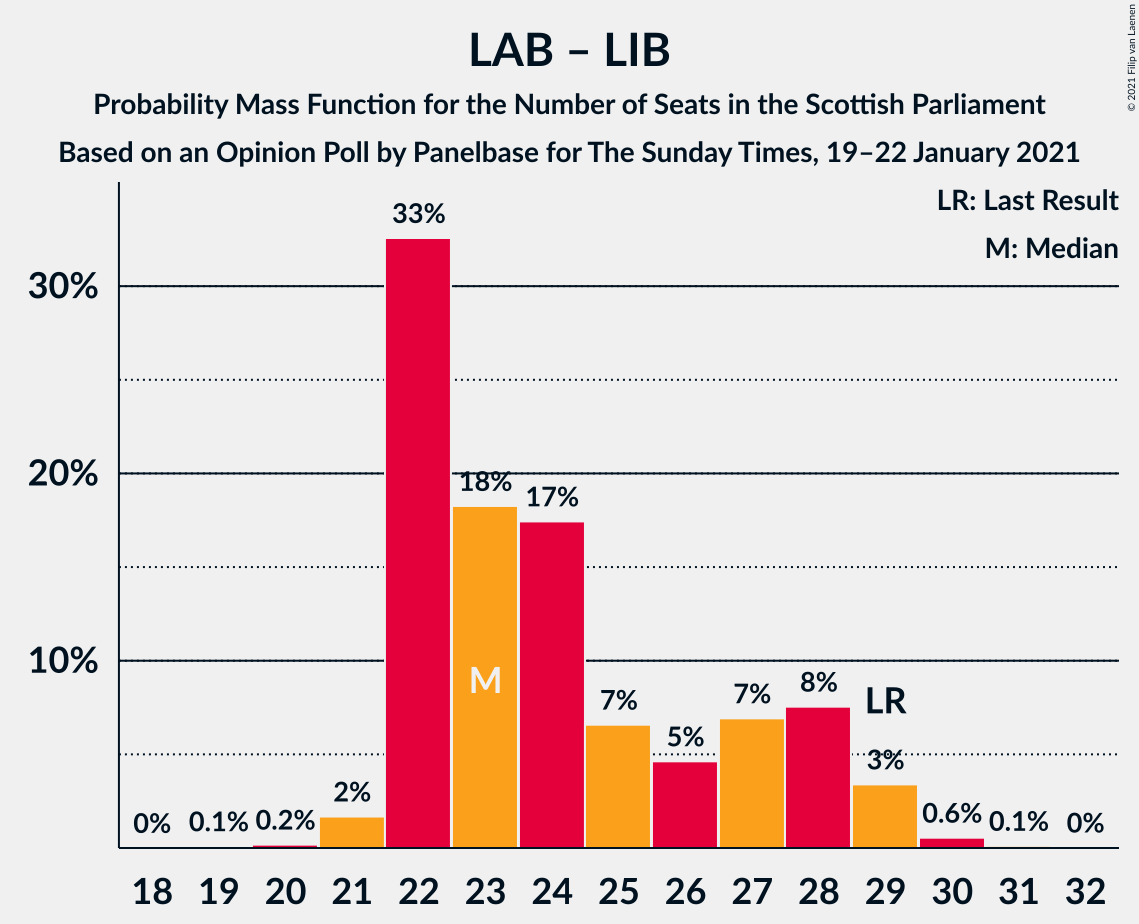 LAB – LIB
Probability Mass Function for the Number of Seats in the Scottish Parliament
Based on an Opinion Poll by Panelbase for The Sunday Times, 19–22 January 2021
© 2021 Filip van Laenen
LR: Last Result
M: Median
33%
30%
20%
18%
17%
10%
M
8%
7%
7%
LR
5%
3%
2%
0%
0.1%
0.2%
0.6%
0.1%
0%
18 19 20 21 22 23 24 25 26 27 28 29 30 31 32